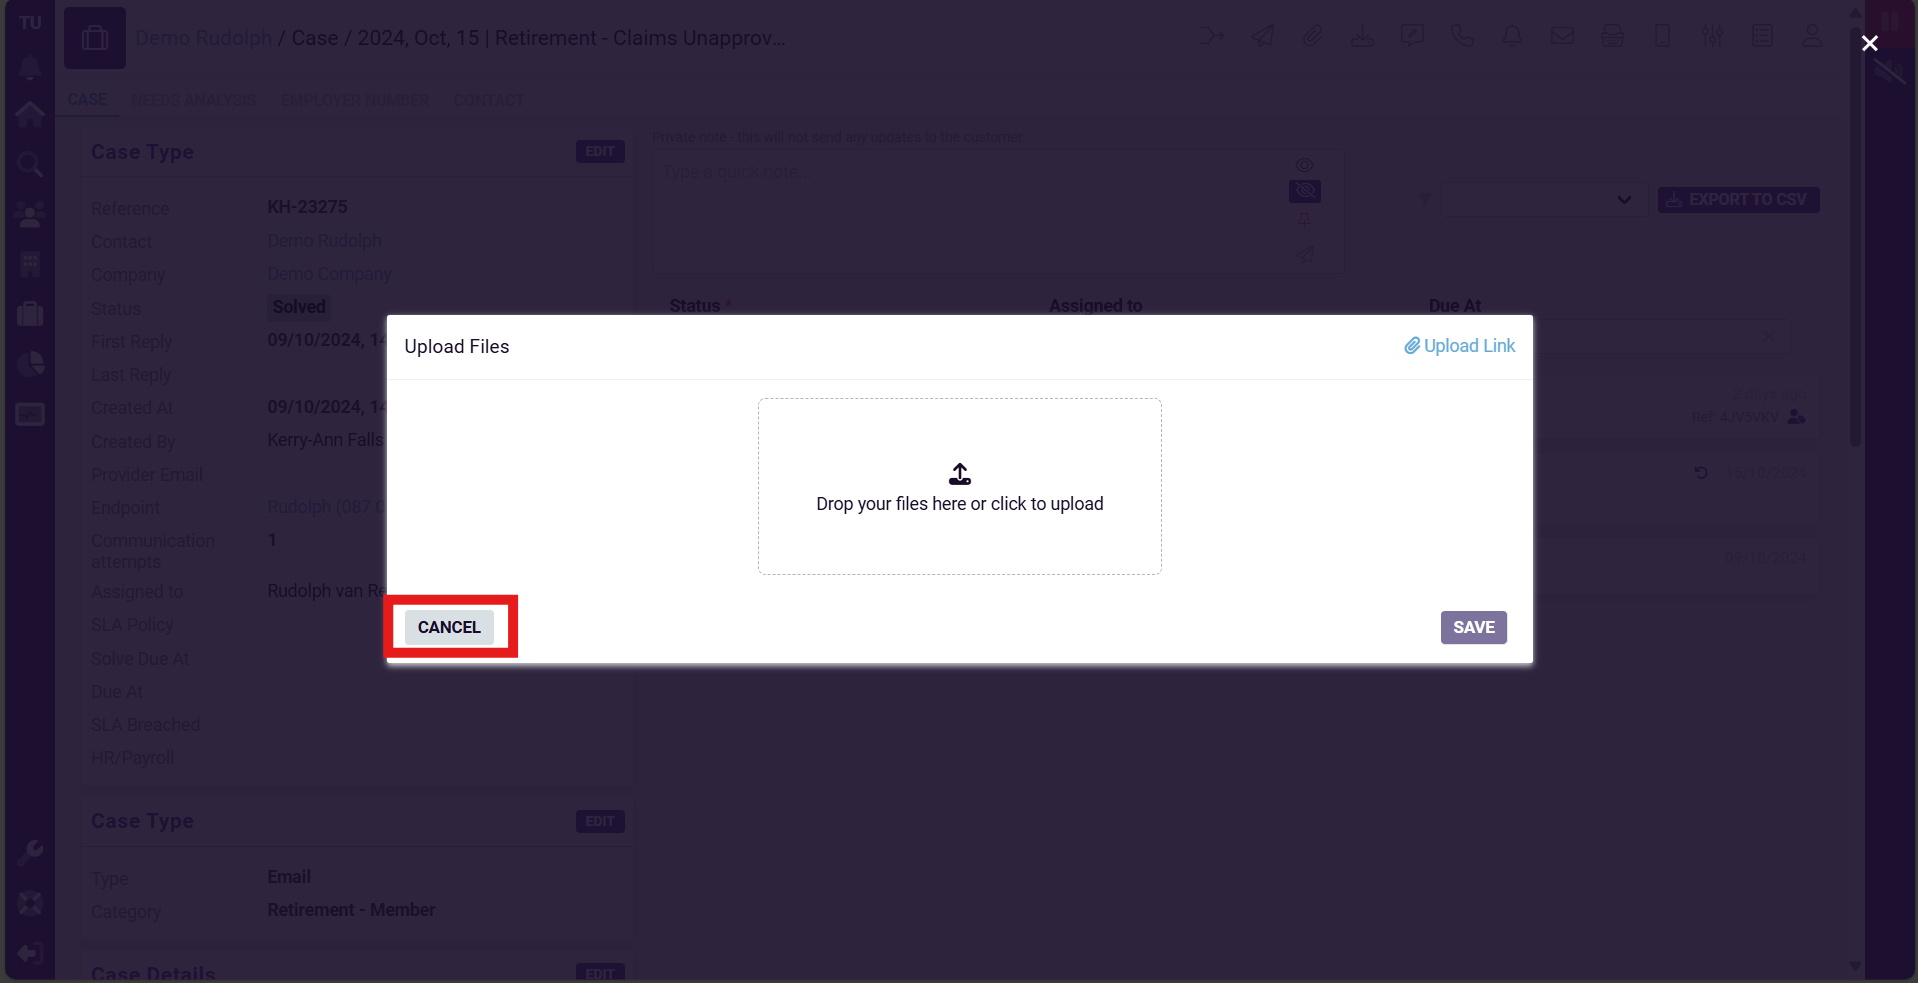 TU
Demo Rudolph / Case / 2024, Oct, 15 | Retirement - Claims Unapprov...
CASE NEEDS ANALYSIS EMPLOYER NUMBER CONTACT
Case Type EDIT
Private note - this will not send any updates to the customer
Type a quick note...
Reference KH-23275
EXPORT TO CSV
Contact Demo Rudolph
Company Demo Company
Status Solved
Status * Assigned to Due At
First Reply 09/10/2024, 14
Upload Files Upload Link
Last Reply
2 days ago
Created At 09/10/2024, 14
Ref: 4JV5VKV
Created By Kerry-Ann Falls
Provider Email
15/10/2024
Endpoint Rudolph (087 0
Drop your files here or click to upload
Communication attempts 1
09/10/2024
Assigned to Rudolph van Re
SLA Policy
CANCEL SAVE
Solve Due At
Due At
SLA Breached
HR/Payroll
Case Type EDIT
Type Email
Category Retirement - Member
Case Details EDIT